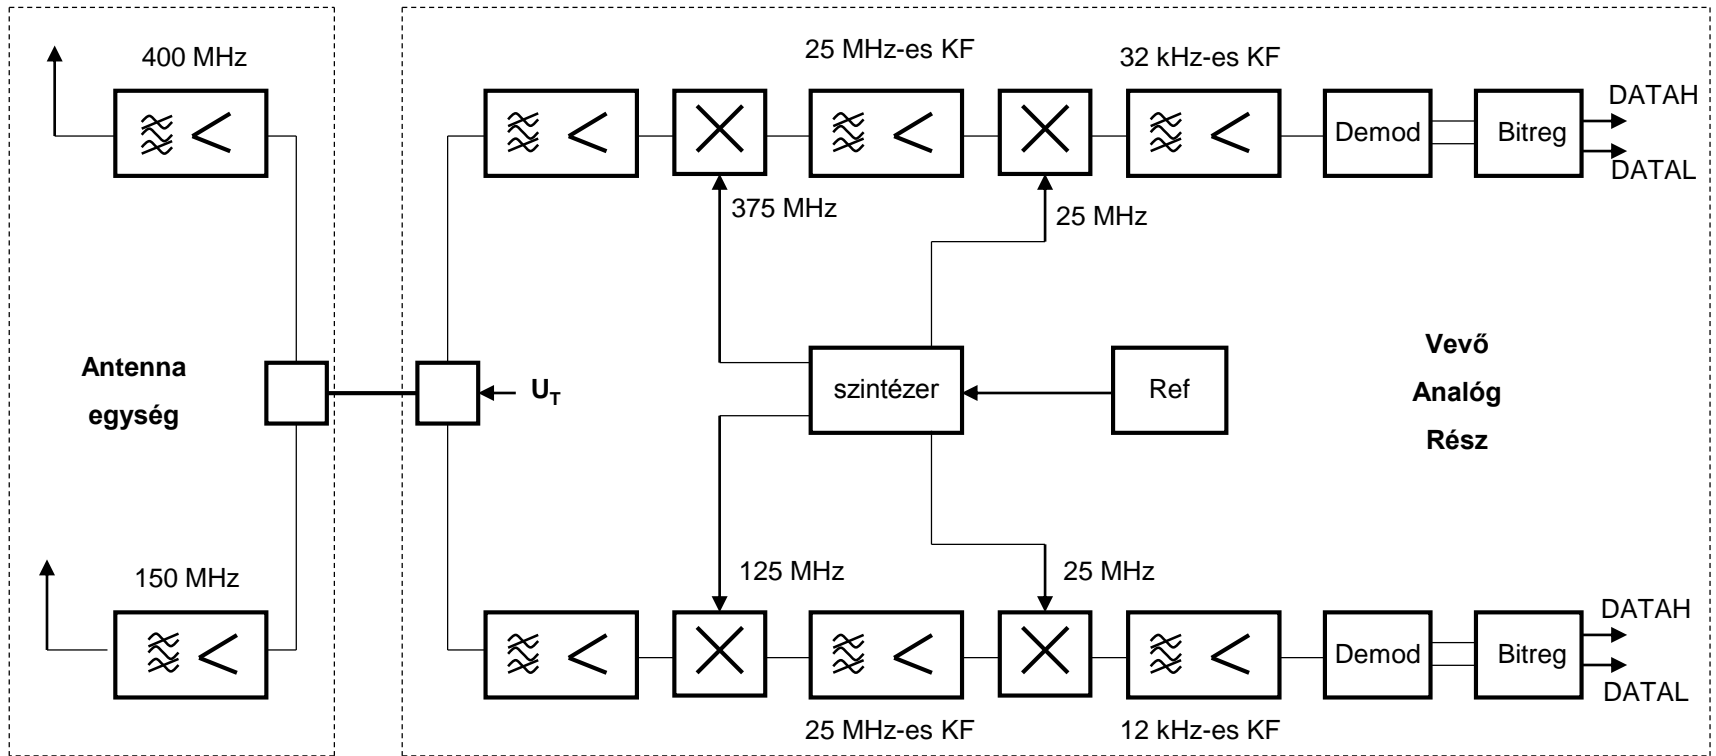 400 MHz
25 MHz-es KF
32 kHz-es KF
DATAH
Demod
Bitreg
DATAL
375 MHz
25 MHz
Antenna
egység
U_T
szintézer
Ref
Vevő
Analóg
Rész
150 MHz
125 MHz
25 MHz
DATAH
Demod
Bitreg
DATAL
25 MHz-es KF
12 kHz-es KF